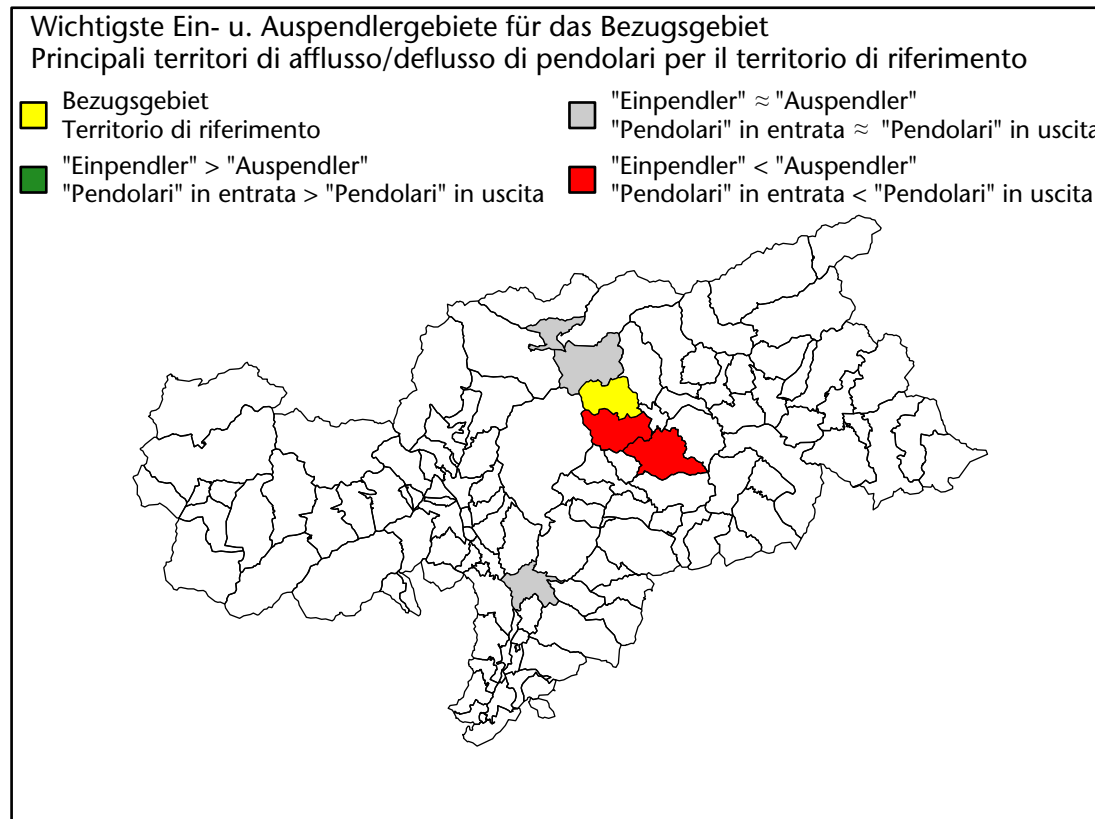 Wichtigste Ein- u. Auspendlergebiete für das Bezugsgebiet
Principali territori di afflusso/deflusso di pendolari per il territorio di riferimento
Bezugsgebiet
Territorio di riferimento
"Einpendler" > "Auspendler"
"Pendolari" in entrata > "Pendolari" in uscita
"Einpendler" ≈ "Auspendler"
"Pendolari" in entrata ≈ "Pendolari" in uscita
"Einpendler" < "Auspendler"
"Pendolari" in entrata < "Pendolari" in uscita